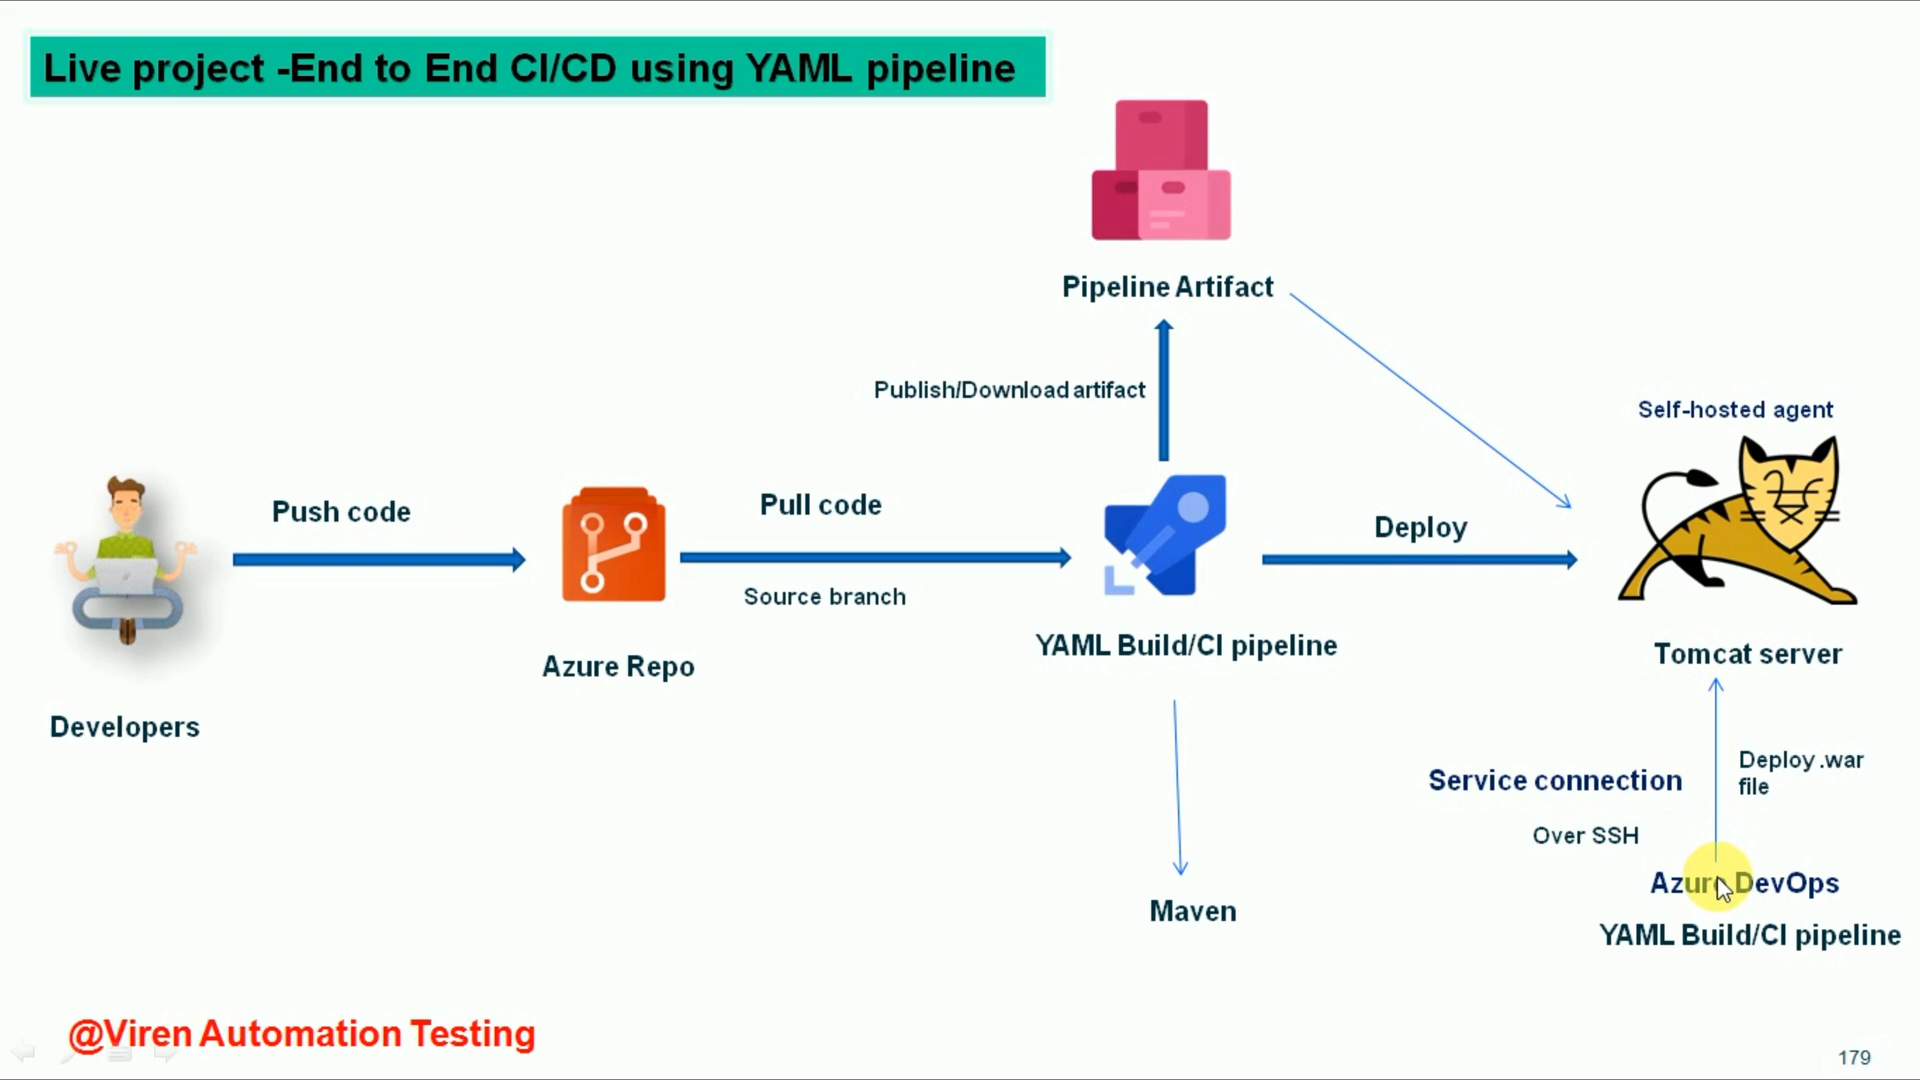 Live project -End to End CI/CD using YAML pipeline
Pipeline Artifact
Publish/Download artifact
Self-hosted agent
Push code
Pull code
Deploy
Source branch
YAML Build/CI pipeline
Tomcat server
Azure Repo
Developers
Deploy .war
file
Service connection
Over SSH
Azure DevOps
Maven
YAML Build/CI pipeline
@Viren Automation Testing
179